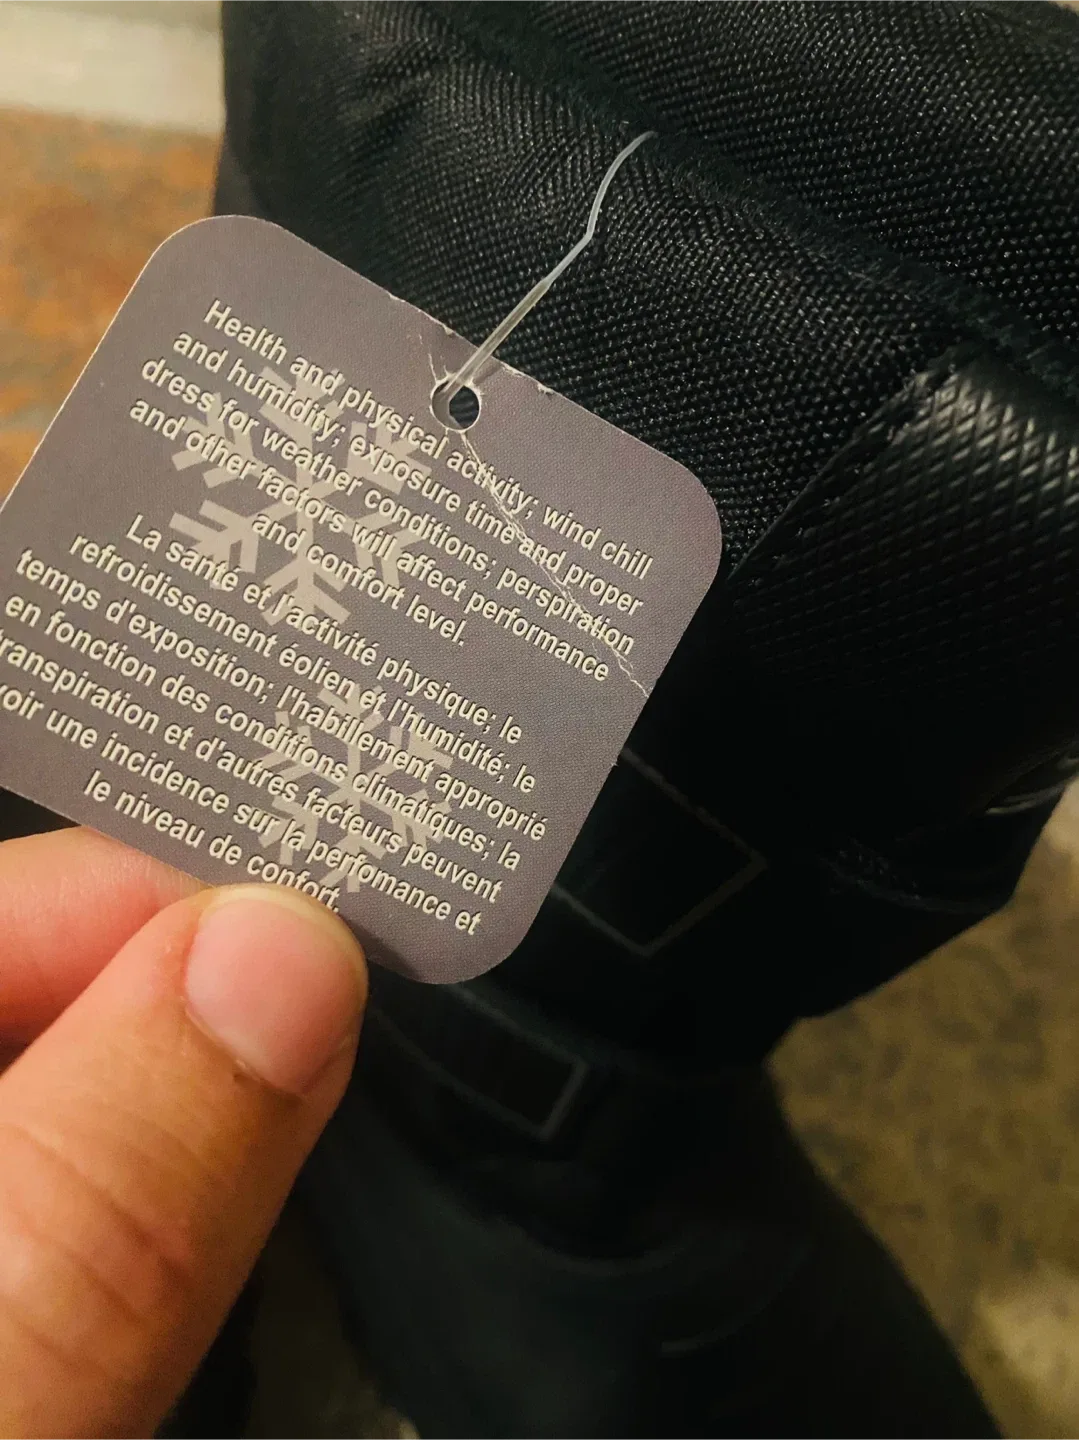 Health and physical activity; wind chill
and humidity; exposure time and proper
dress for weather conditions; perspiration
and other factors will affect performance
and comfort level.
La santé et l'activité physique; le
refroidissement éolien et l'humidité; le
temps d'exposition; l'habillement approprié
en fonction des conditions climatiques; la
transpiration et d'autres facteurs peuvent
voir une incidence sur la perfomance et
le niveau de confort.